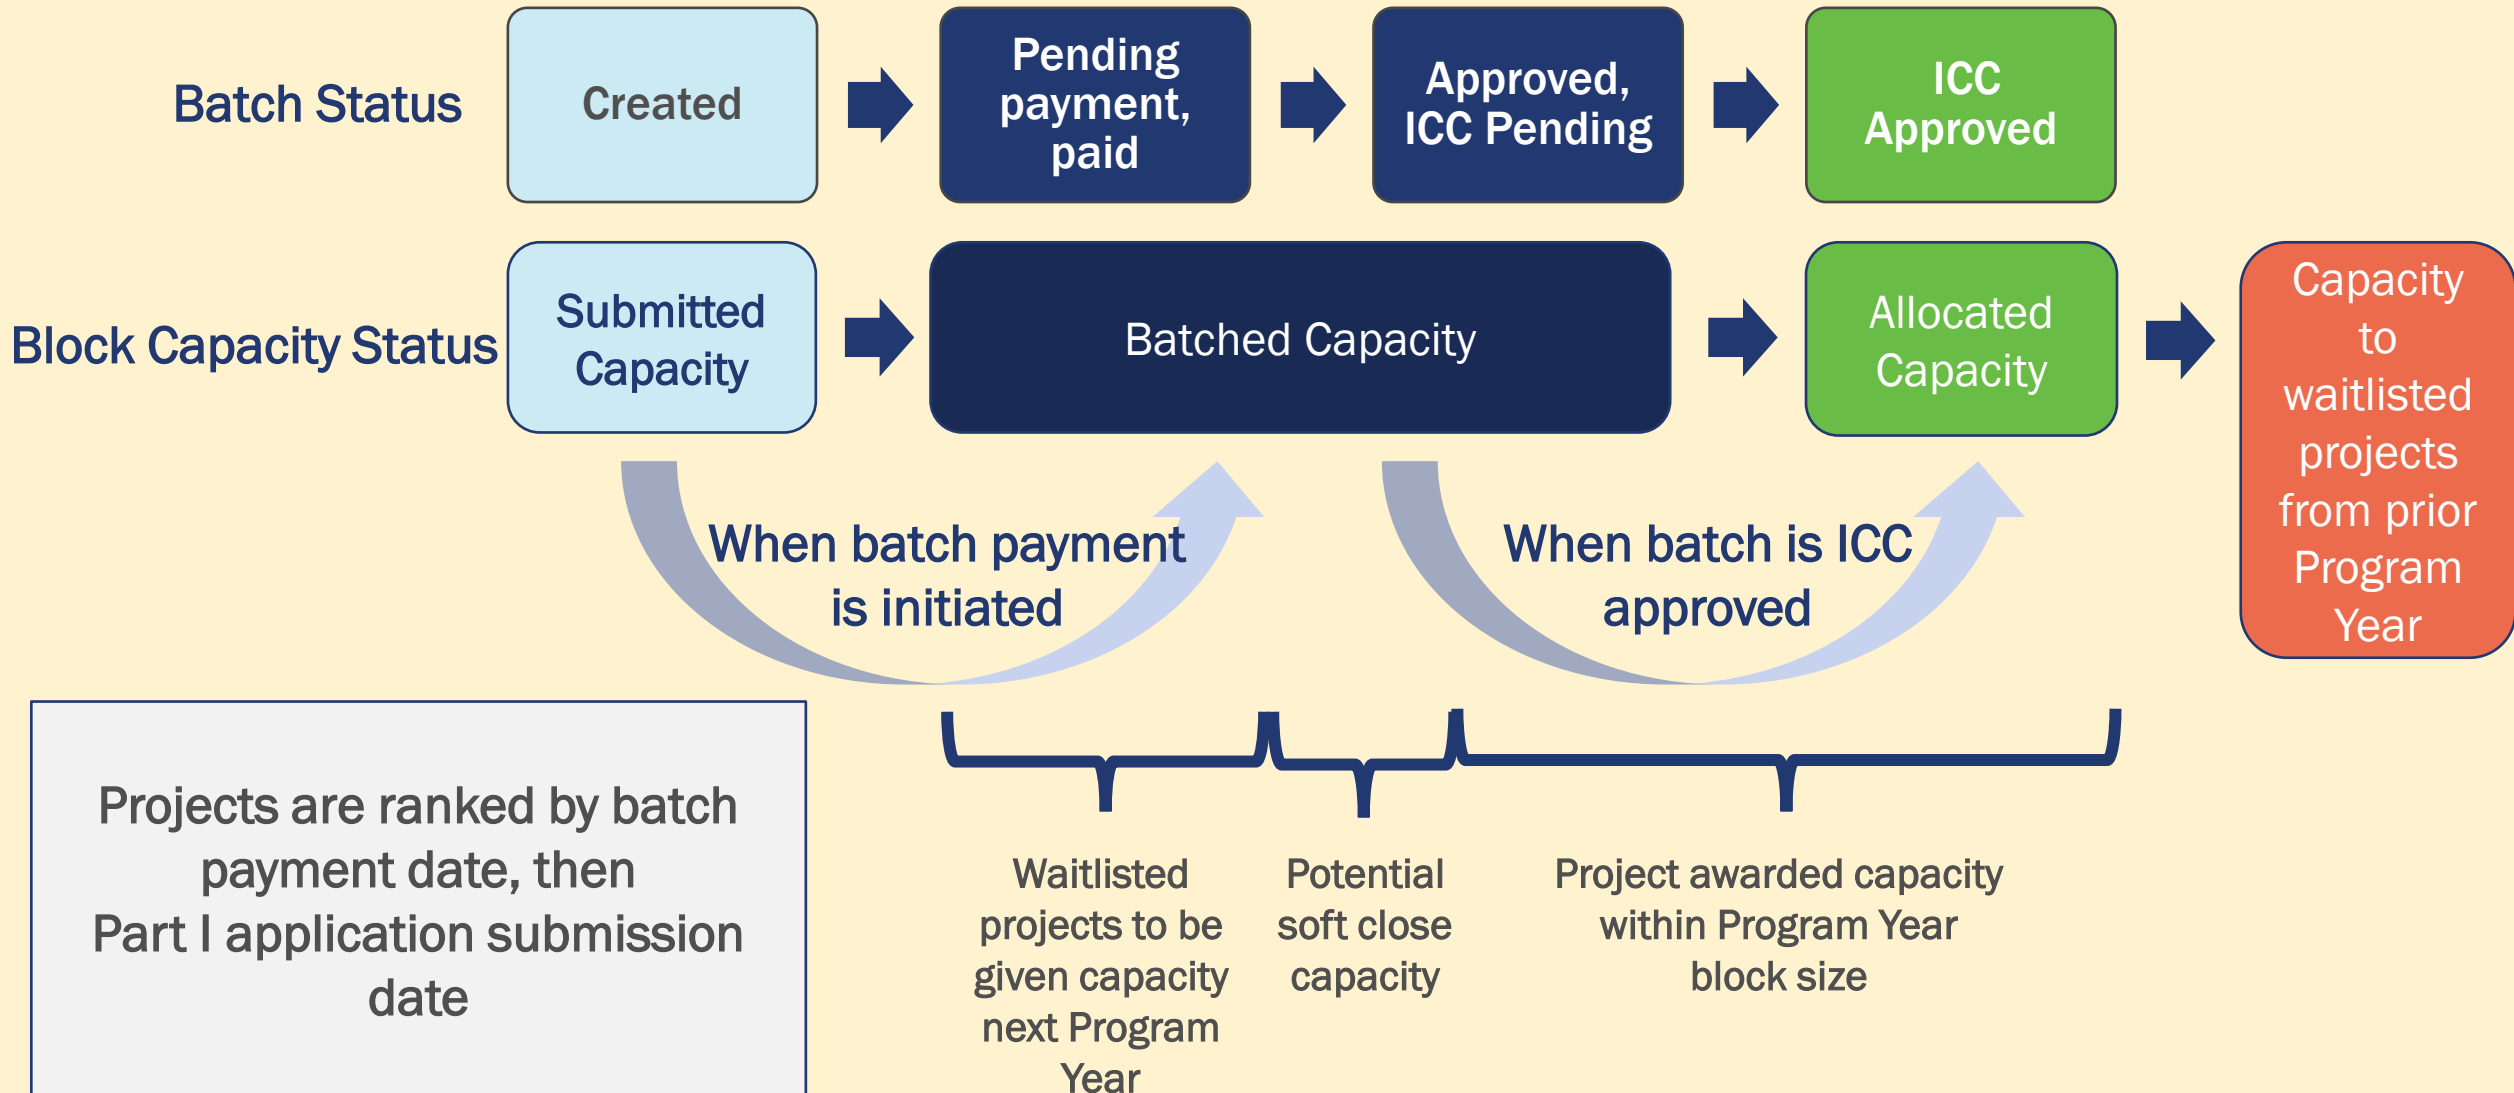 Batch Status
Created
Pending
payment,
paid
Approved,
ICC Pending
ICC
Approved
Block Capacity Status
Submitted
Capacity
Batched Capacity
Allocated
Capacity
Capacity
to
waitlisted
projects
from prior
Program
Year
When batch payment
is initiated
When batch is ICC
approved
Projects are ranked by batch
payment date, then
Part I application submission
date
Waitlisted
projects to be
given capacity
next Program
Year
Potential
soft close
capacity
Project awarded capacity
within Program Year
block size